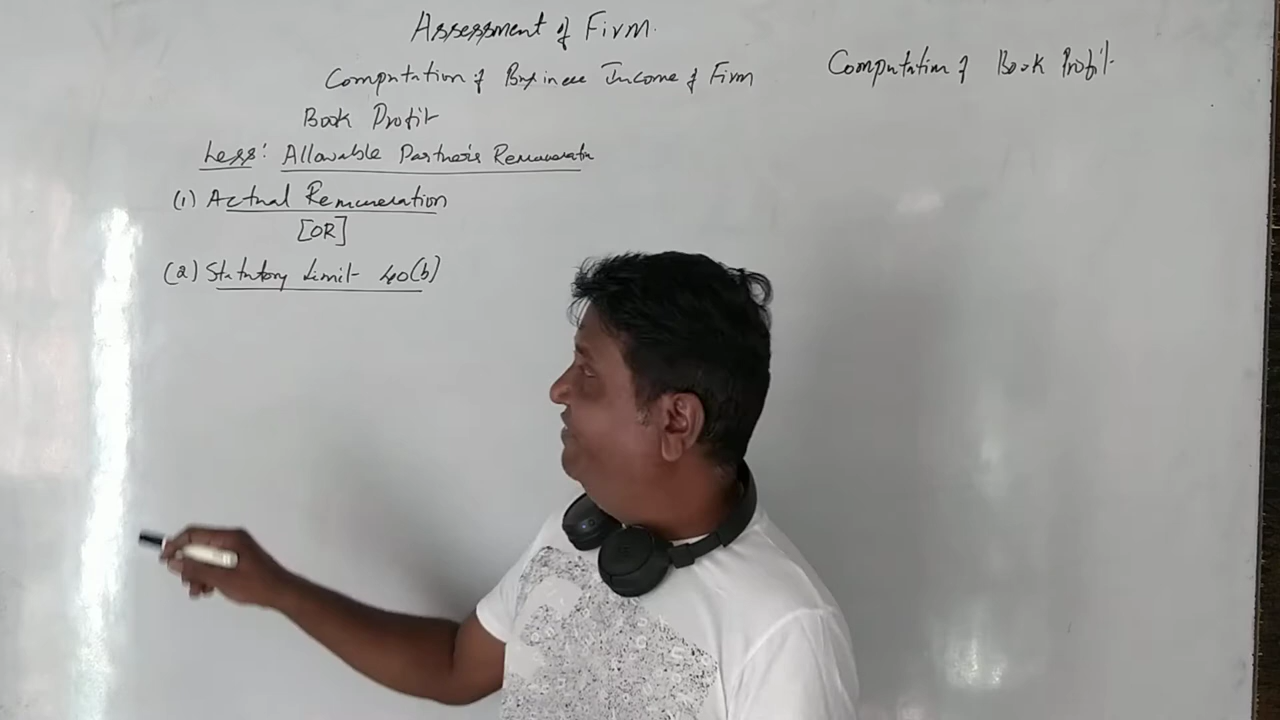 Assessment of Firm.
Computation of Business Income of Firm
Book Profit
Less: Allowable Partner's Remuneration
(1) Actual Remuneration
[OR]
(2) Statutory Limit 40(b)
Computation of Book Profit